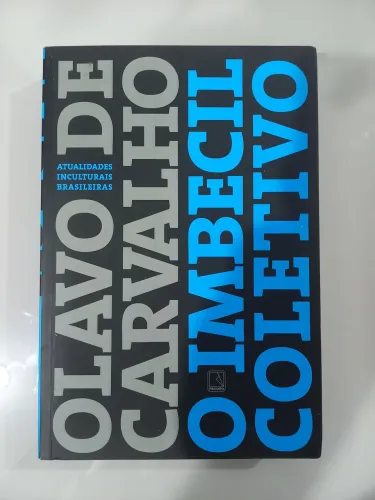 OLAVO DE
CARVALHO
ATUALIDADES
INCULTURAIS
BRASILEIRAS
O IMBECIL
COLETIVO